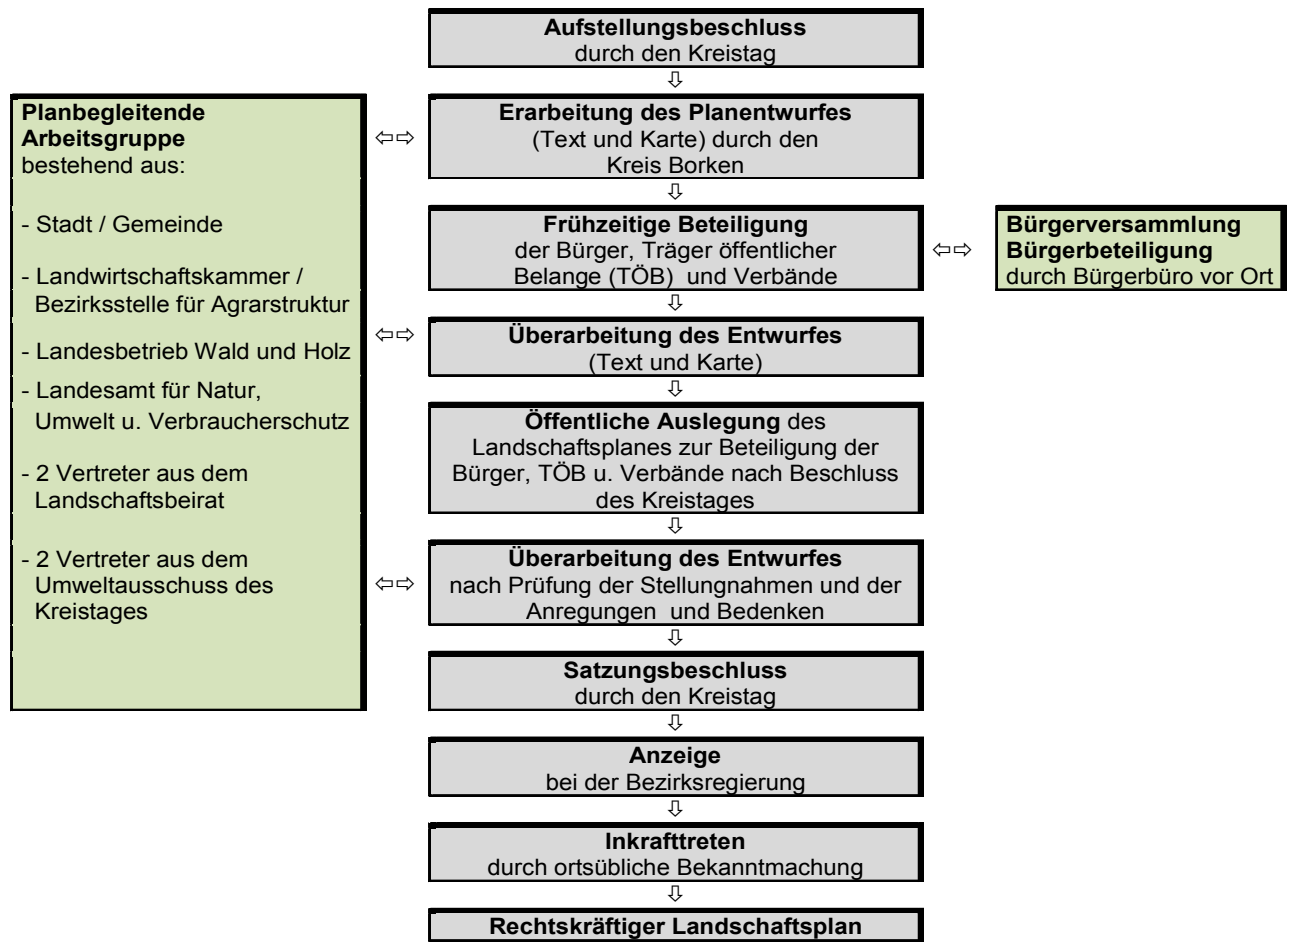 Aufstellungsbeschluss
durch den Kreistag
⇩
Planbegleitende
Arbeitsgruppe
bestehend aus:
- Stadt / Gemeinde
- Landwirtschaftskammer /
Bezirksstelle für Agrarstruktur
- Landesbetrieb Wald und Holz
- Landesamt für Natur,
Umwelt u. Verbraucherschutz
- 2 Vertreter aus dem
Landschaftsbeirat
- 2 Vertreter aus dem
Umweltausschuss des
Kreistages
⇦⇨
Erarbeitung des Planentwurfes
(Text und Karte) durch den
Kreis Borken
⇩
Frühzeitige Beteiligung
der Bürger, Träger öffentlicher
Belange (TÖB) und Verbände
⇦⇨
Bürgerversammlung
Bürgerbeteiligung
durch Bürgerbüro vor Ort
⇩
⇦⇨
Überarbeitung des Entwurfes
(Text und Karte)
⇩
Öffentliche Auslegung des
Landschaftsplanes zur Beteiligung der
Bürger, TÖB u. Verbände nach Beschluss
des Kreistages
⇩
⇦⇨
Überarbeitung des Entwurfes
nach Prüfung der Stellungnahmen und der
Anregungen und Bedenken
⇩
Satzungsbeschluss
durch den Kreistag
⇩
Anzeige
bei der Bezirksregierung
⇩
Inkrafttreten
durch ortsübliche Bekanntmachung
⇩
Rechtskräftiger Landschaftsplan